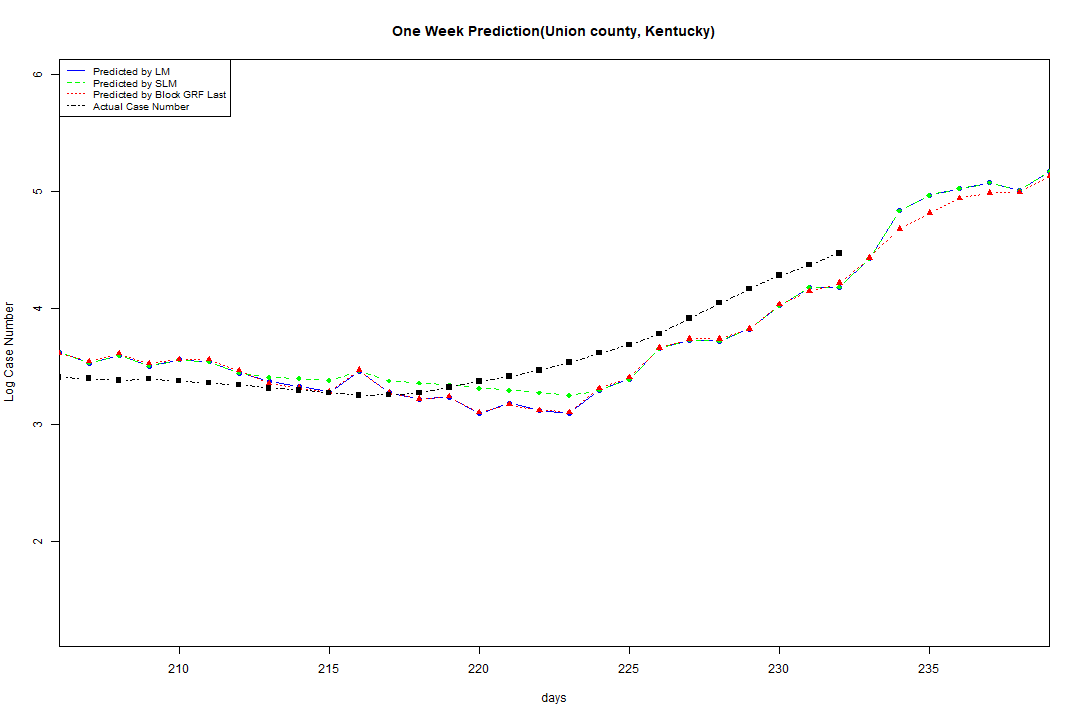 One Week Prediction(Union county, Kentucky)
Predicted by LM
Predicted by SLM
Predicted by Block GRF Last
Actual Case Number
6
5
4
3
2
Log Case Number
210 215 220 225 230 235
days